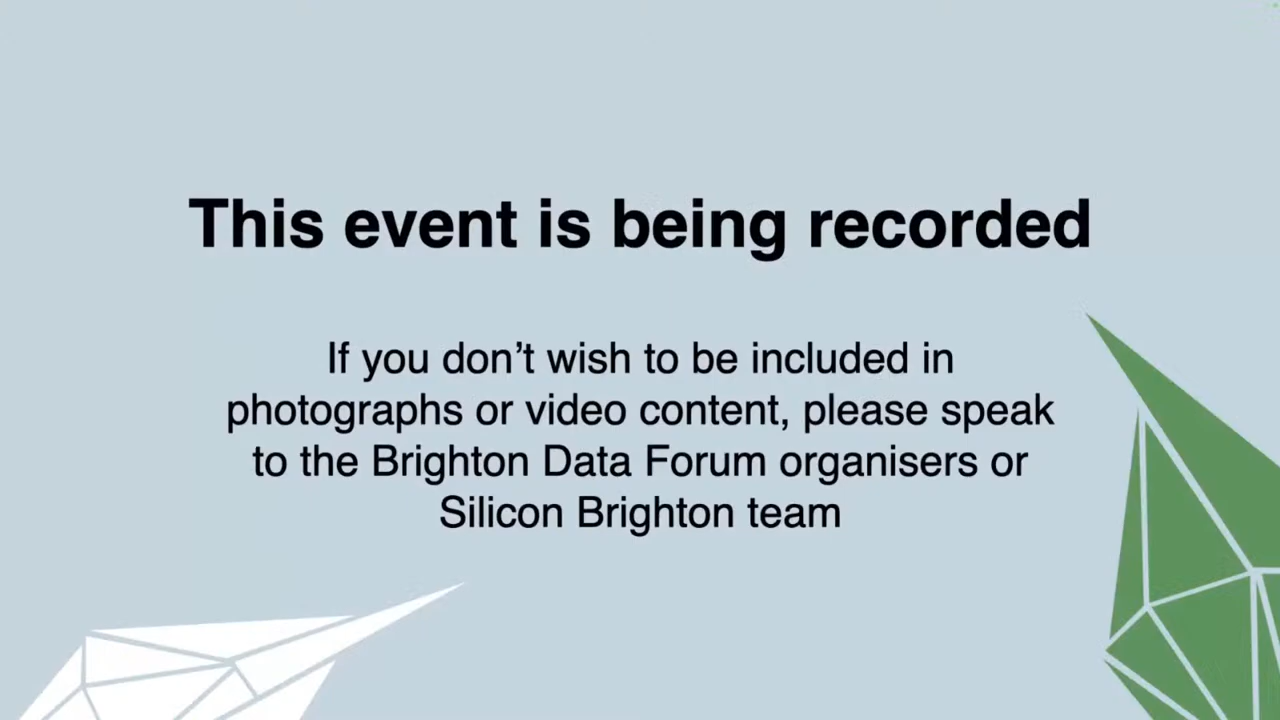 This event is being recorded
If you don’t wish to be included in
photographs or video content, please speak
to the Brighton Data Forum organisers or
Silicon Brighton team